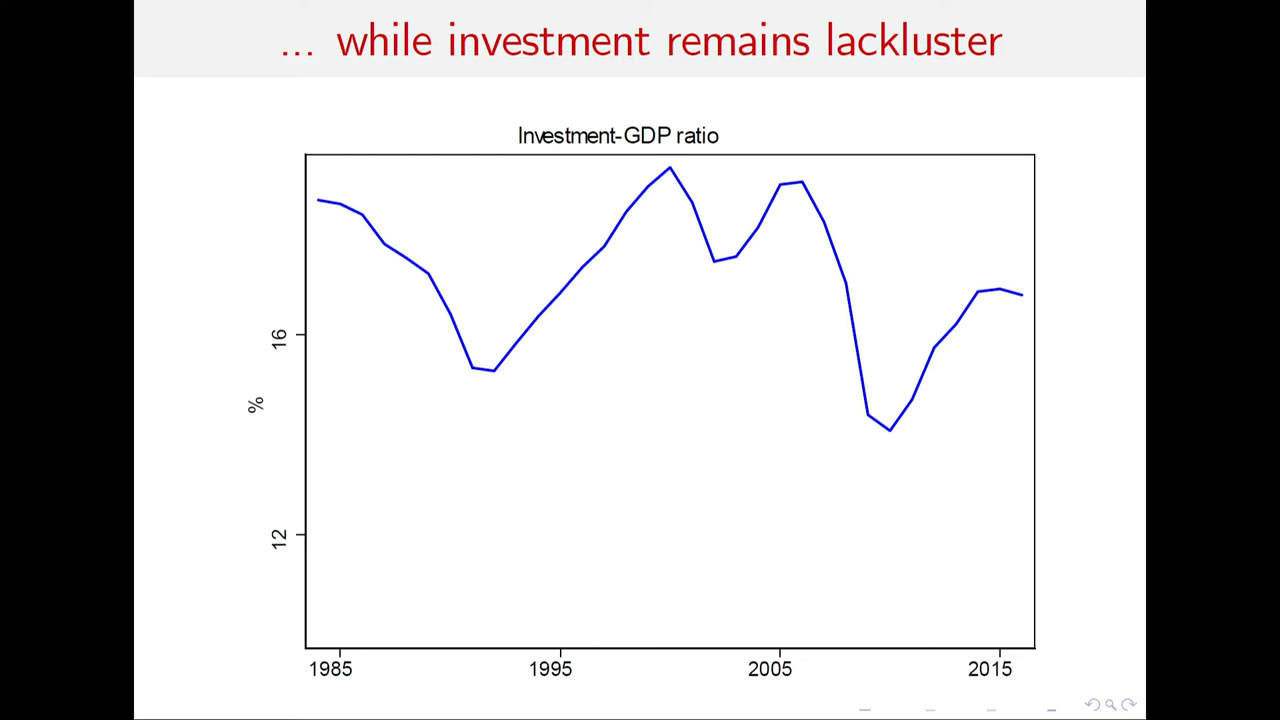 ... while investment remains lackluster
Investment-GDP ratio
16
%
12
1985 1995 2005 2015